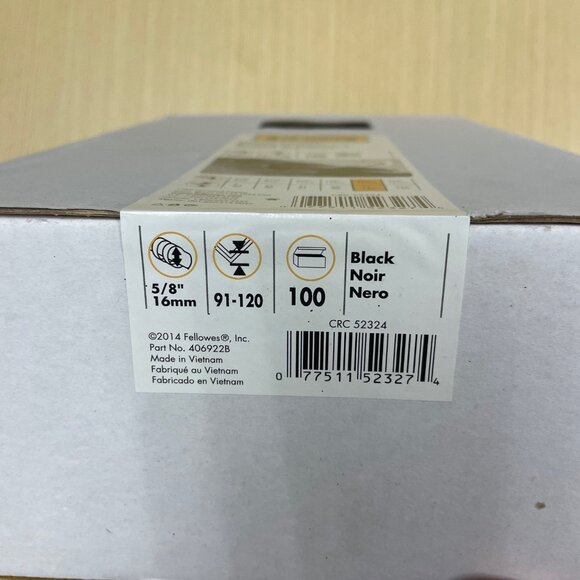 5/8"
16mm
91-120
100
Black
Noir
Nero
CRC 52324
©2014 Fellowes®, Inc.
Part No. 406922B
Made in Vietnam
Fabriqué au Vietnam
Fabricado en Vietnam
0 77511 52327 4